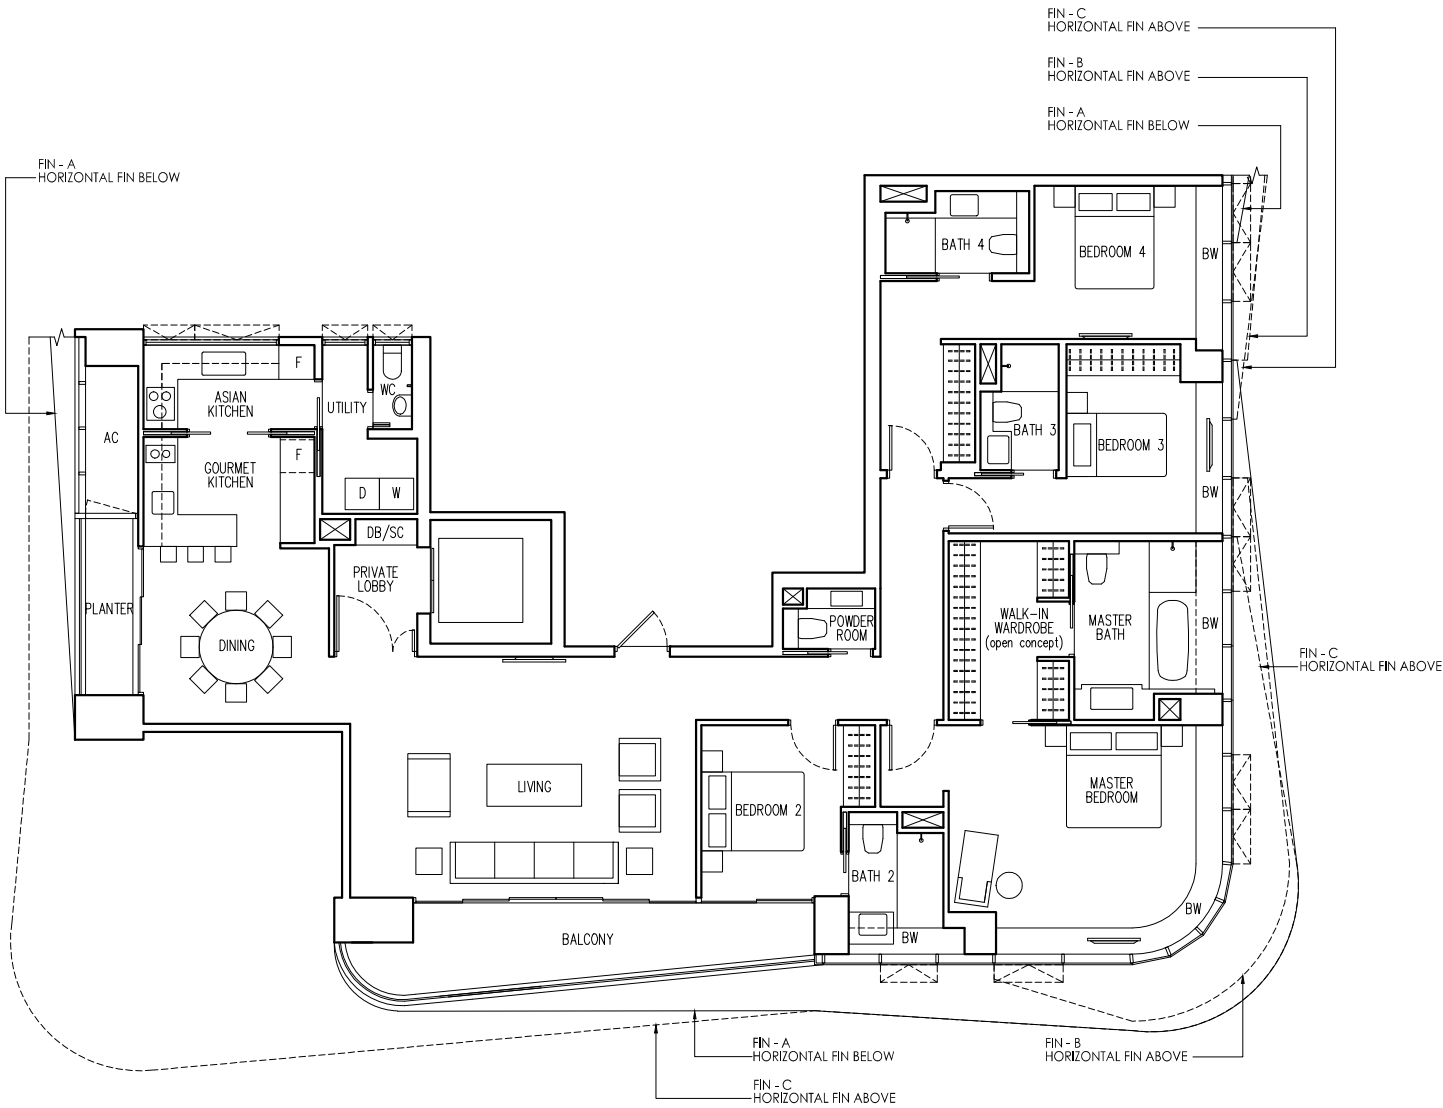 FIN - C
HORIZONTAL FIN ABOVE
FIN - B
HORIZONTAL FIN ABOVE
FIN - A
HORIZONTAL FIN BELOW
FIN - A
HORIZONTAL FIN BELOW
BATH 4
BEDROOM 4
BW
F
ASIAN
KITCHEN
WC
UTILITY
AC
BATH 3
BEDROOM 3
GOURMET
KITCHEN
F
D
W
BW
DB/SC
PRIVATE
LOBBY
PLANTER
POWDER
ROOM
WALK-IN
WARDROBE
(open concept)
MASTER
BATH
BW
DINING
FIN - C
HORIZONTAL FIN ABOVE
LIVING
BEDROOM 2
MASTER
BEDROOM
BATH 2
BW
BW
BALCONY
FIN - A
HORIZONTAL FIN BELOW
FIN - B
HORIZONTAL FIN ABOVE
FIN - C
HORIZONTAL FIN ABOVE